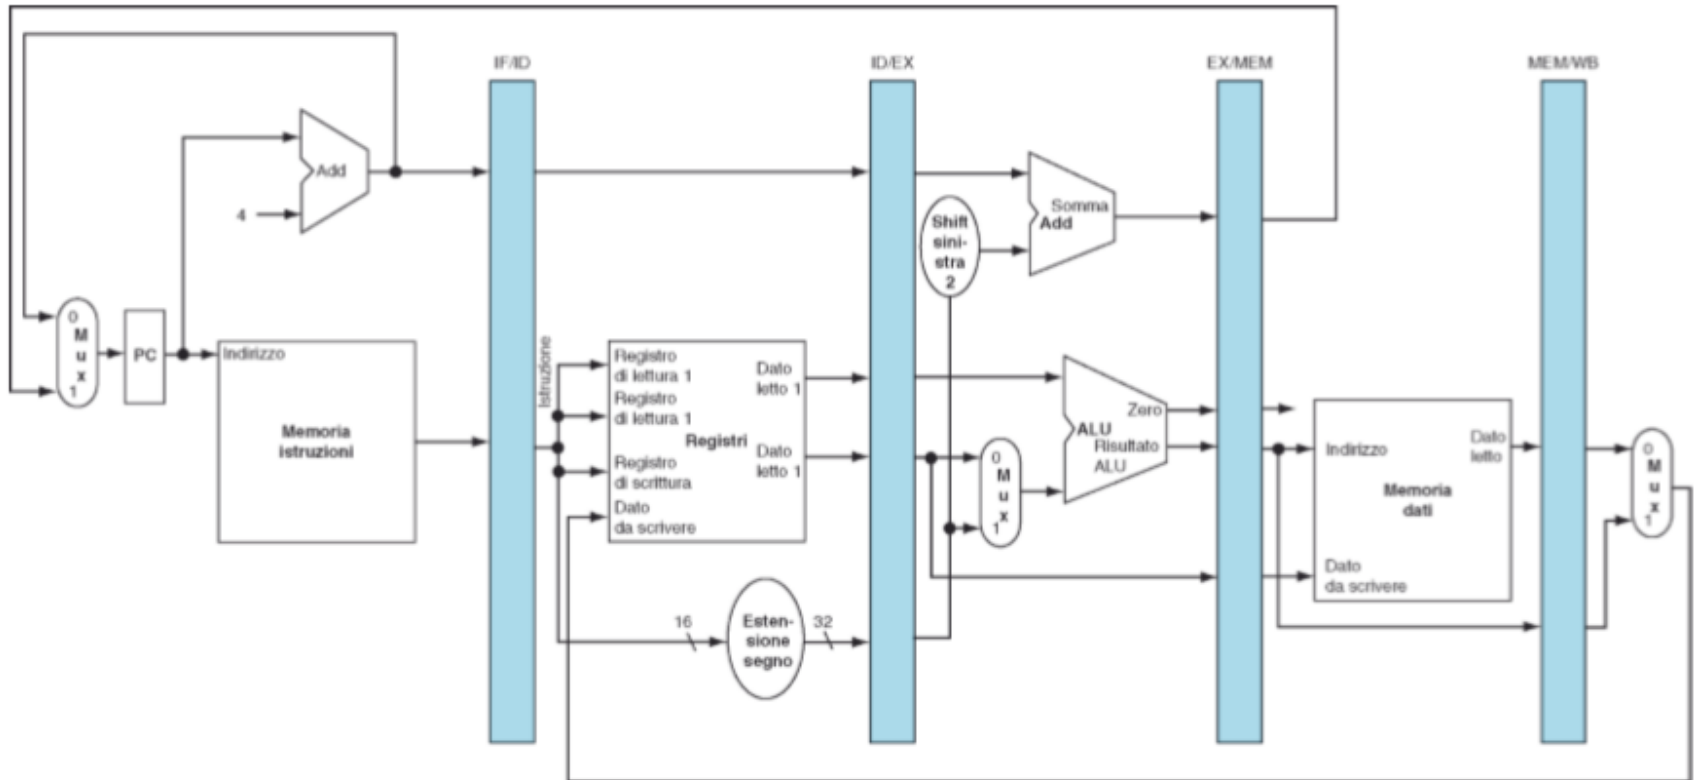 IF/ID
ID/EX
EX/MEM
MEM/WB
Add
4
0
M
u
x
1
PC
Indirizzo
Memoria
istruzioni
Istruzione
Registro
di lettura 1
Registro
di lettura 1
Registri
Registro
di scrittura
Dato
da scrivere
Dato
letto 1
Dato
letto 1
16
Esten-
sione
segno
32
Shift
sini-
stra
2
Somma
Add
0
M
u
x
1
Zero
ALU
Risultato
ALU
Indirizzo
Dato
letto
Memoria
dati
Dato
da scrivere
0
M
u
x
1